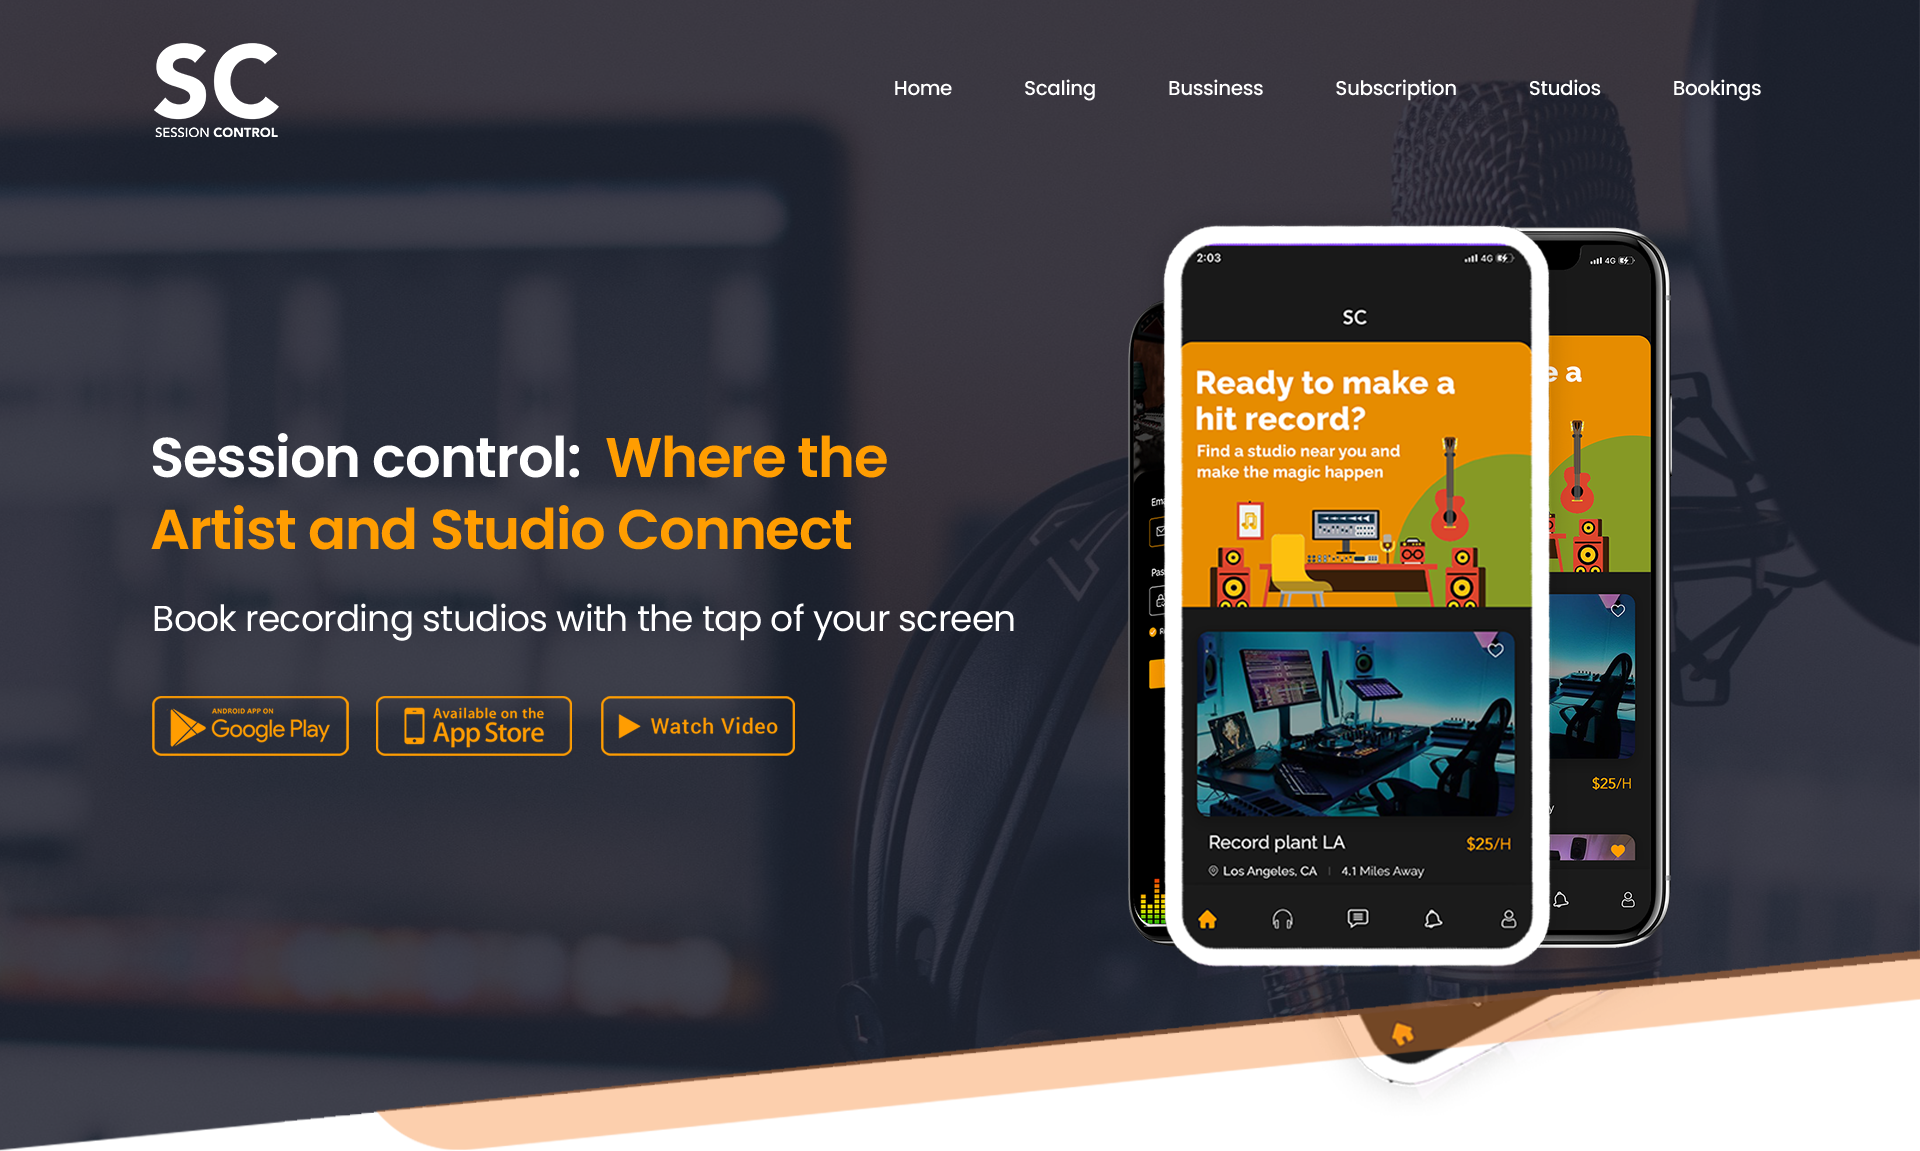 SC
SESSION CONTROL
Home
Scaling
Bussiness
Subscription
Studios
Bookings
Session control: Where the
Artist and Studio Connect
Book recording studios with the tap of your screen
ANDROID APP ON
Google Play
Available on the
App Store
Watch Video
2:03
4G
SC
Ready to make a
hit record?
Find a studio near you and
make the magic happen
Record plant LA
$25/H
Los Angeles, CA
4.1 Miles Away
4G
e a
$25/H
y
L